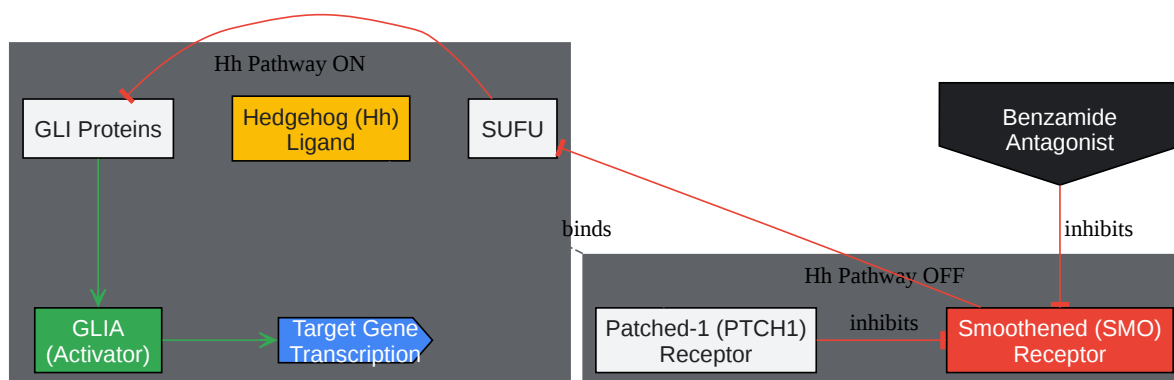 Hh Pathway ON
GLI Proteins
Hedgehog (Hh)
Ligand
SUFU
Benzamide
Antagonist
binds
inhibits
Hh Pathway OFF
GLIA
(Activator)
Target Gene
Transcription
Patched-1 (PTCH1)
Receptor
inhibits
Smoothened (SMO)
Receptor